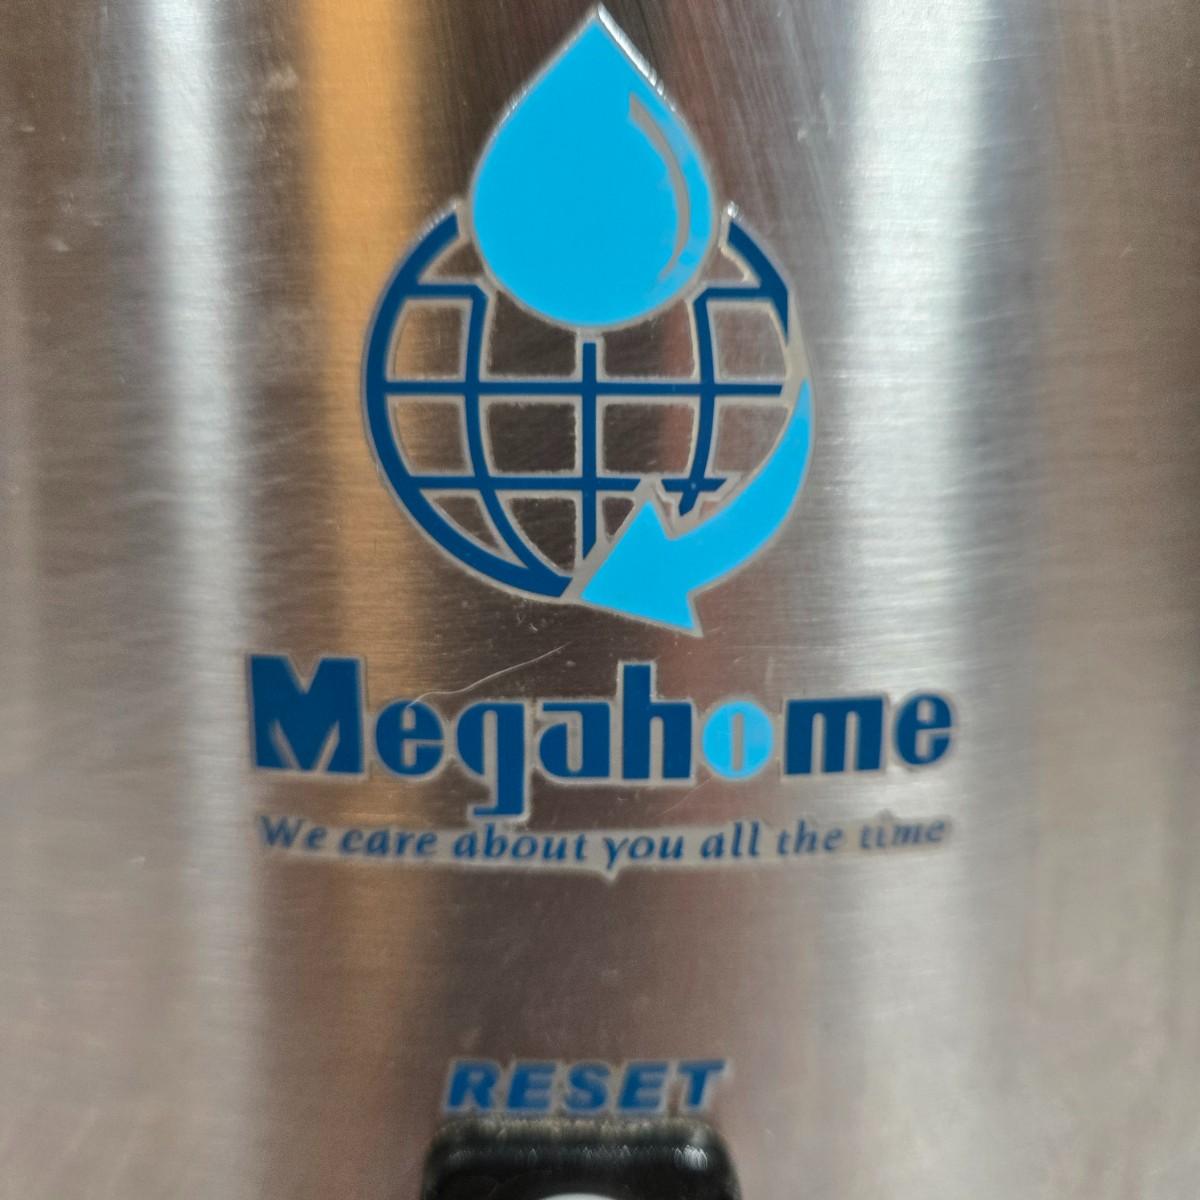 Megahome
We care about you all the time
RESET